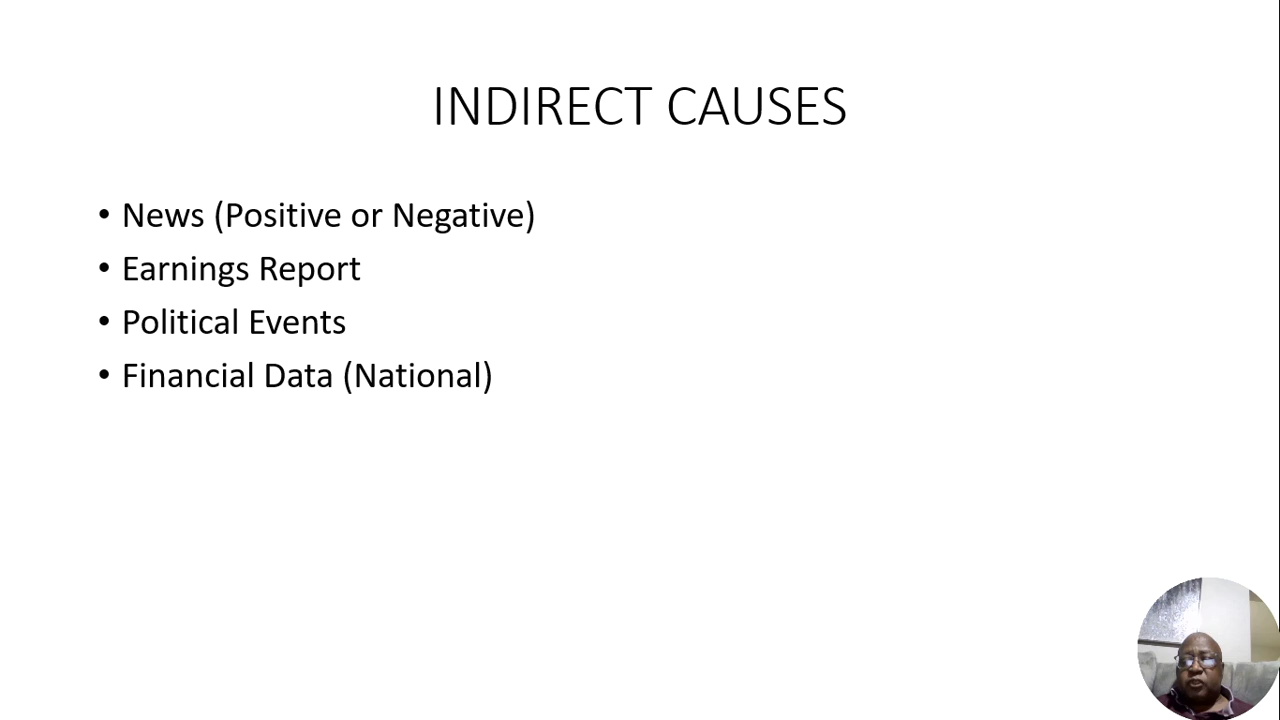 INDIRECT CAUSES
• News (Positive or Negative)
• Earnings Report
• Political Events
• Financial Data (National)